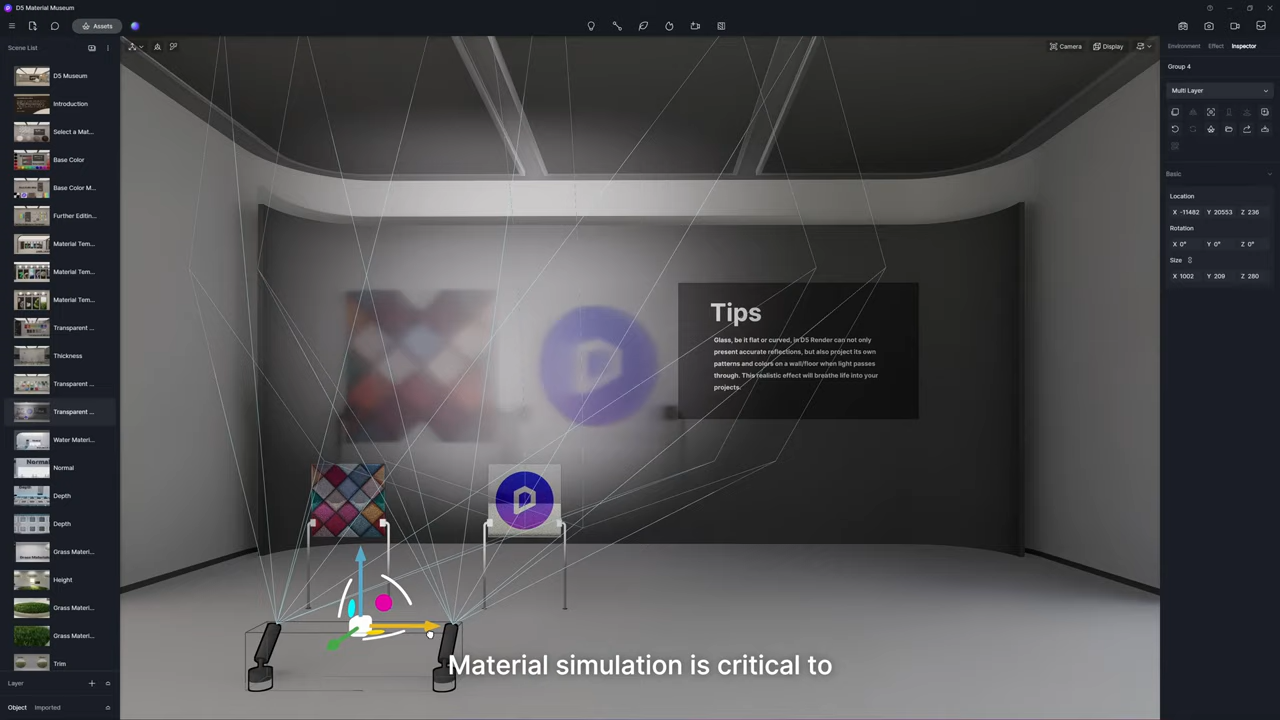 D5 Material Museum
Assets
Scene List
Camera
Display
Environment
Effect
Inspector
D5 Museum
Introduction
Select a Mat...
Base Color
Base Color M...
Further Editin...
Material Tem...
Material Tem...
Material Tem...
Transparent ...
Thickness
Transparent ...
Transparent ...
Water Materi...
Normal
Depth
Depth
Grass Materi...
Height
Grass Materi...
Grass Materi...
Trim
Layer
Object
Imported
Tips
Glass, be it flat or curved, in D5 Render can not only
present accurate reflections, but also project its own
patterns and colors on a wall/floor when light passes
through. This realistic effect will breathe life into your
projects.
Material simulation is critical to
Group 4
Multi Layer
Basic
Location
X -11482 Y 20553 Z 236
Rotation
X 0° Y 0° Z 0°
Size
X 1002 Y 209 Z 280